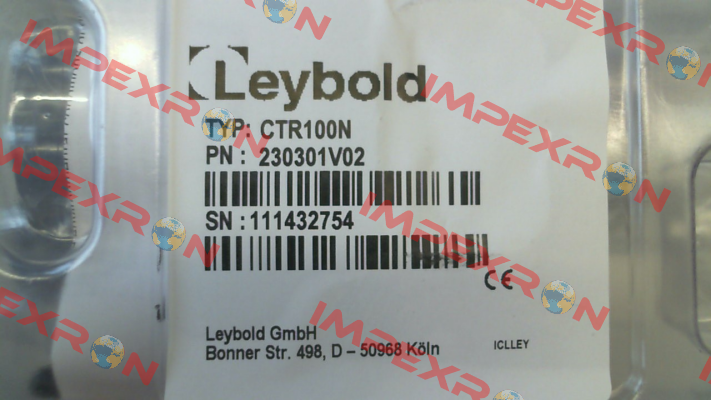 Leybold
TYP: CTR100N
PN : 230301V02
SN : 111432754
CE
Leybold GmbH
Bonner Str. 498, D – 50968 Köln
ICLLEY
IMPEXRON
IMPEXRON
IMPEXRON
IMPEXRON
IMPEXRON
IMPEXRON